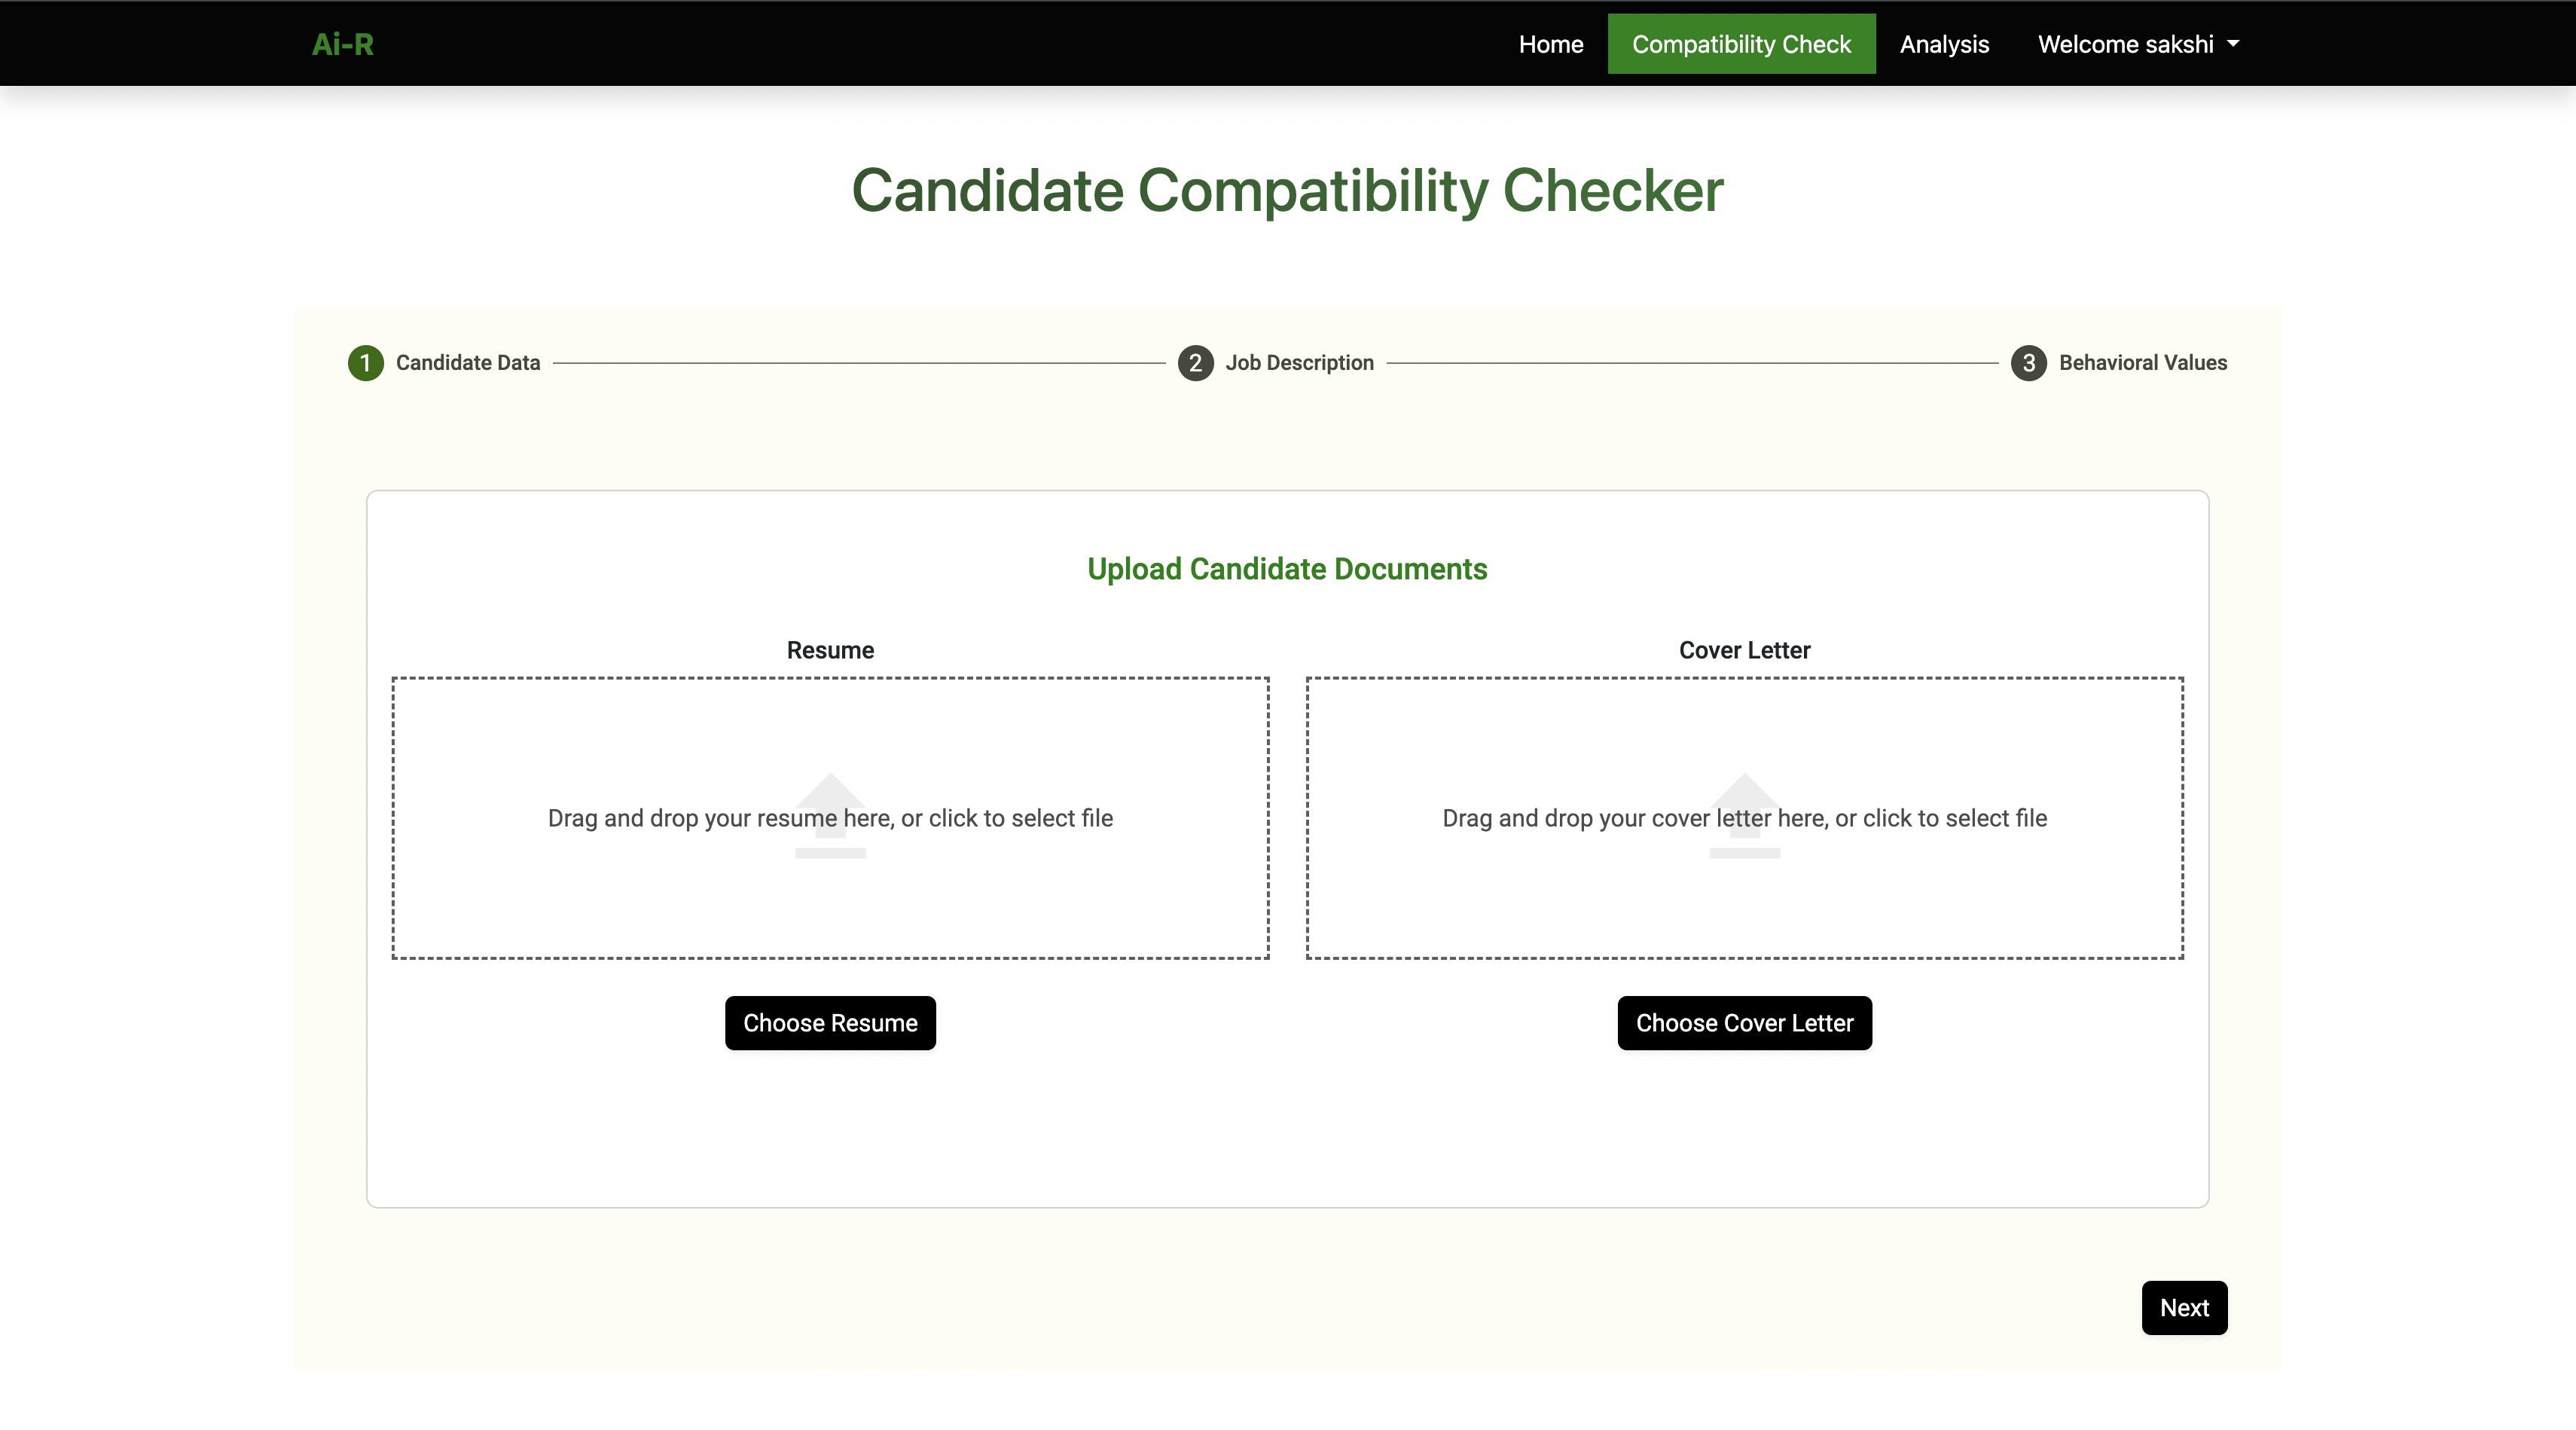 Ai-R
Home Compatibility Check Analysis Welcome sakshi
Candidate Compatibility Checker
1 Candidate Data 2 Job Description 3 Behavioral Values
Upload Candidate Documents
Resume
Drag and drop your resume here, or click to select file
Choose Resume
Cover Letter
Drag and drop your cover letter here, or click to select file
Choose Cover Letter
Next